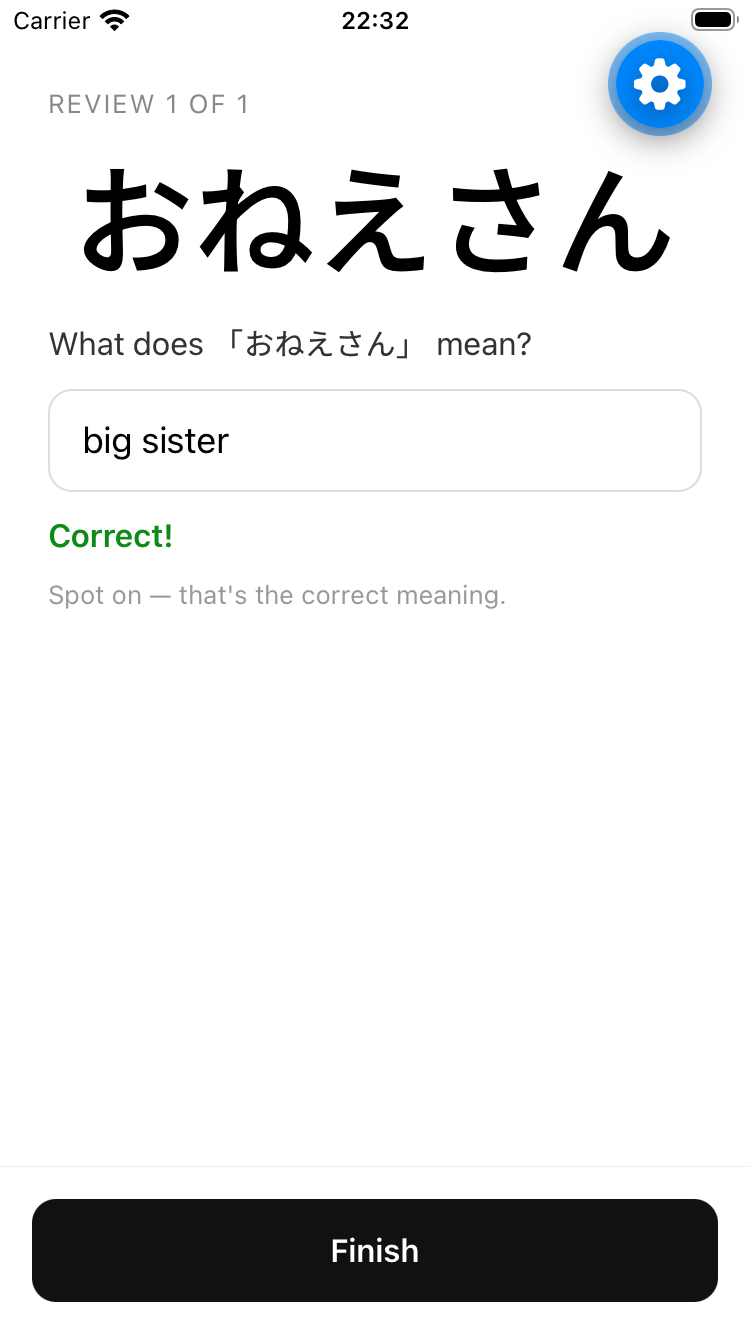 Carrier 22:32
REVIEW 1 OF 1
おねえさん
What does 「おねえさん」 mean?
big sister
Correct!
Spot on — that's the correct meaning.
Finish